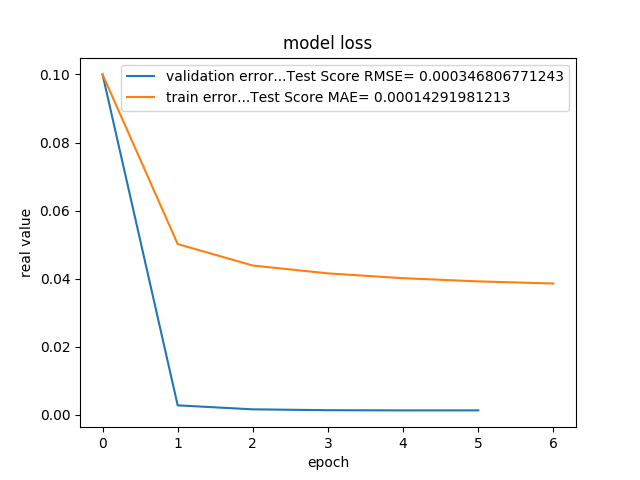 model loss
validation error...Test Score RMSE= 0.000346806771243
train error...Test Score MAE= 0.00014291981213
0.10
0.08
0.06
0.04
0.02
0.00
real value
0 1 2 3 4 5 6
epoch